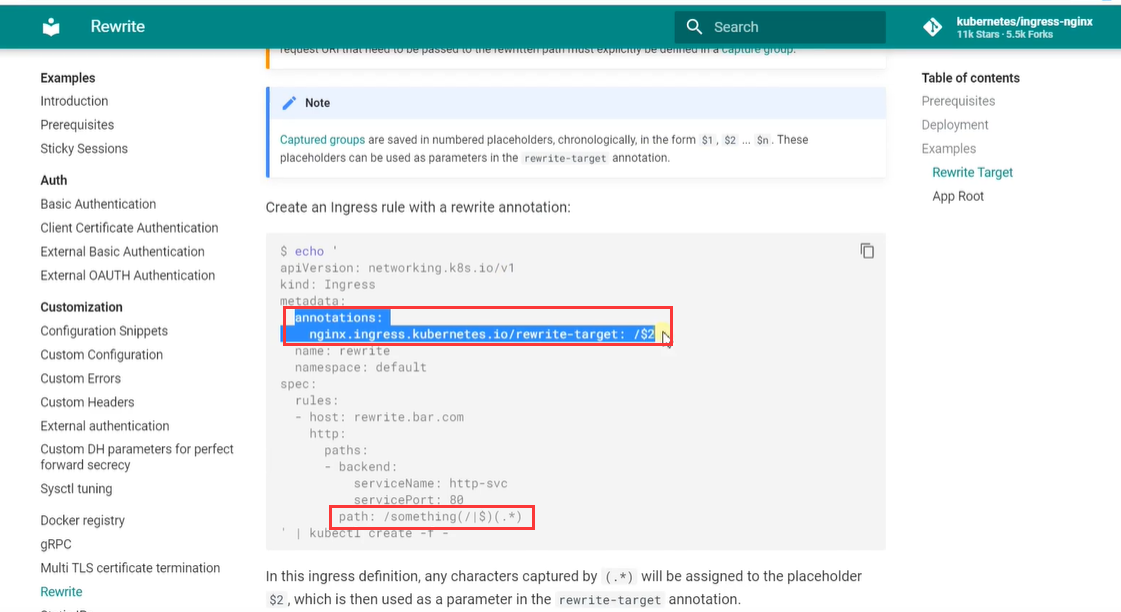 Rewrite
Search
kubernetes/ingress-nginx
11k Stars · 5.5k Forks
Examples
Introduction
Prerequisites
Sticky Sessions
Auth
Basic Authentication
Client Certificate Authentication
External Basic Authentication
External OAUTH Authentication
Customization
Configuration Snippets
Custom Configuration
Custom Errors
Custom Headers
External authentication
Custom DH parameters for perfect
forward secrecy
Sysctl tuning
Docker registry
gRPC
Multi TLS certificate termination
Rewrite
request URI that need to be passed to the rewritten path must explicitly be defined in a capture group.
Note
Captured groups are saved in numbered placeholders, chronologically, in the form $1, $2 ... $n. These
placeholders can be used as parameters in the rewrite-target annotation.
Create an Ingress rule with a rewrite annotation:
$ echo '
apiVersion: networking.k8s.io/v1
kind: Ingress
metadata:
  annotations:
    nginx.ingress.kubernetes.io/rewrite-target: /$2
  name: rewrite
  namespace: default
spec:
  rules:
  - host: rewrite.bar.com
    http:
      paths:
      - backend:
          serviceName: http-svc
          servicePort: 80
        path: /something(/|$)(.*)
' | kubectl create -f -
In this ingress definition, any characters captured by (.*) will be assigned to the placeholder
$2, which is then used as a parameter in the rewrite-target annotation.
Table of contents
Prerequisites
Deployment
Examples
Rewrite Target
App Root